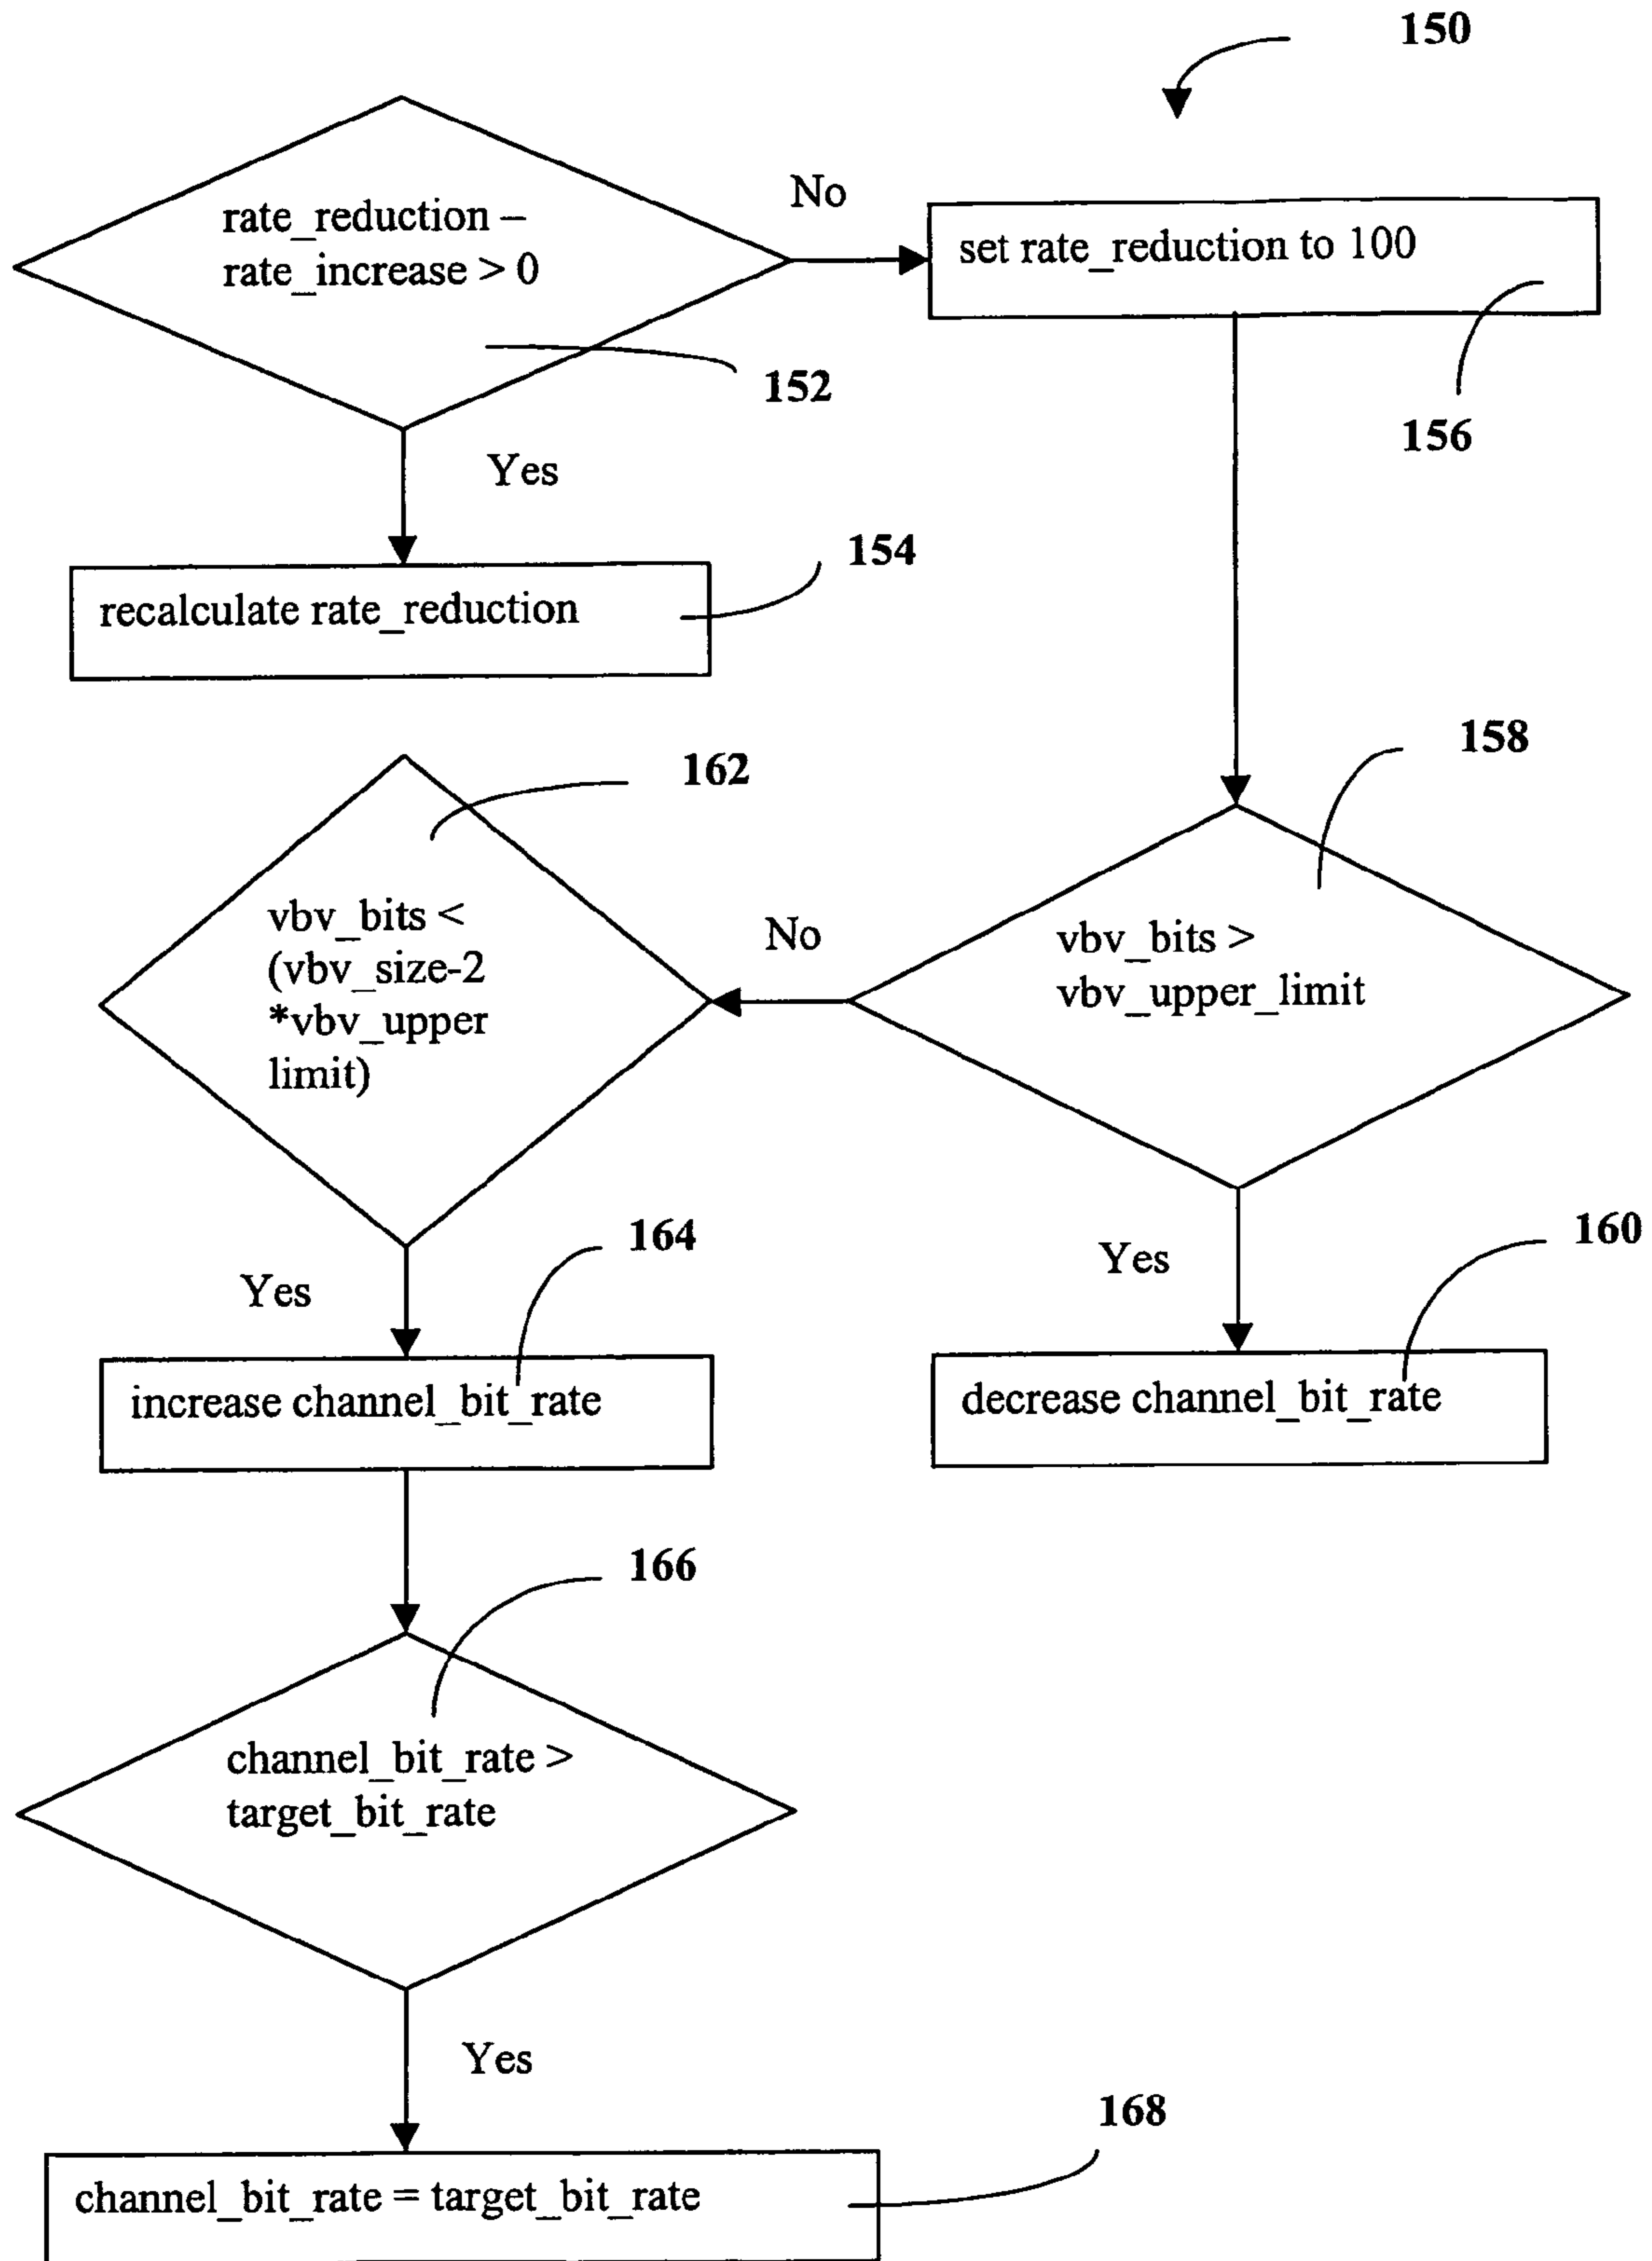 150
rate_reduction –
rate_increase > 0
No
set rate_reduction to 100
152
156
Yes
154
recalculate rate_reduction
158
162
vbv_bits <
(vbv_size-2
*vbv_upper
limit)
No
vbv_bits >
vbv_upper_limit
164
160
Yes
Yes
increase channel_bit_rate
decrease channel_bit_rate
166
channel_bit_rate >
target_bit_rate
Yes
168
channel_bit_rate = target_bit_rate